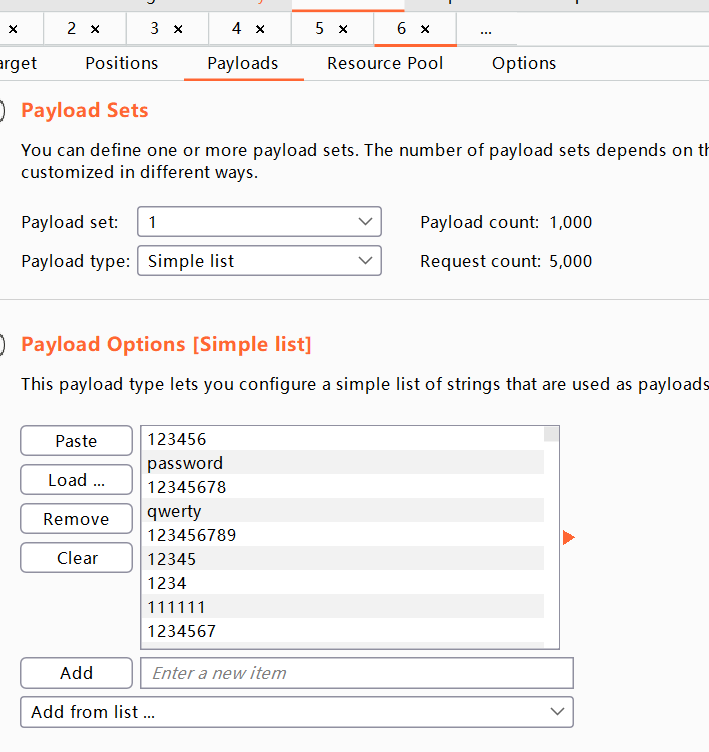 × 2 × 3 × 4 × 5 × 6 × ...
arget Positions Payloads Resource Pool Options
Payload Sets
You can define one or more payload sets. The number of payload sets depends on th
customized in different ways.
Payload set: 1 Payload count: 1,000
Payload type: Simple list Request count: 5,000
Payload Options [Simple list]
This payload type lets you configure a simple list of strings that are used as payloads
Paste
Load ...
Remove
Clear
123456
password
12345678
qwerty
123456789
12345
1234
111111
1234567
Add Enter a new item
Add from list ...